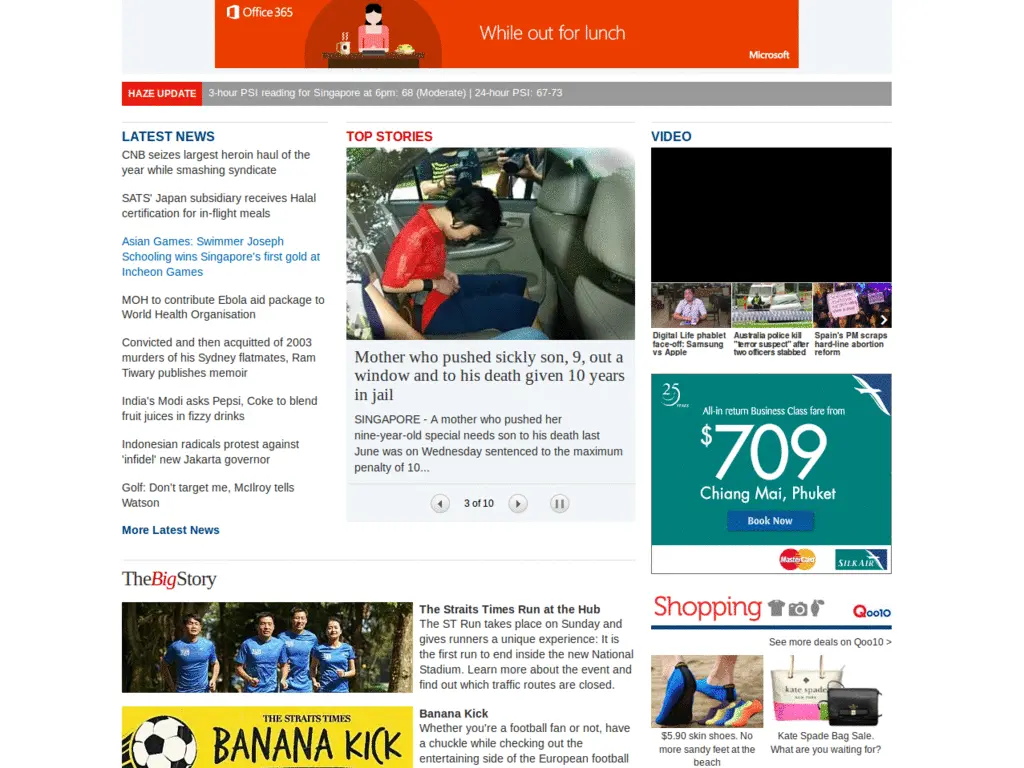 Office 365
While out for lunch
Microsoft
HAZE UPDATE
3-hour PSI reading for Singapore at 6pm: 68 (Moderate) | 24-hour PSI: 67-73
LATEST NEWS
CNB seizes largest heroin haul of the
year while smashing syndicate
SATS' Japan subsidiary receives Halal
certification for in-flight meals
Asian Games: Swimmer Joseph
Schooling wins Singapore's first gold at
Incheon Games
MOH to contribute Ebola aid package to
World Health Organisation
Convicted and then acquitted of 2003
murders of his Sydney flatmates, Ram
Tiwary publishes memoir
India's Modi asks Pepsi, Coke to blend
fruit juices in fizzy drinks
Indonesian radicals protest against
'infidel' new Jakarta governor
Golf: Don't target me, McIlroy tells
Watson
More Latest News
TOP STORIES
Mother who pushed sickly son, 9, out a
window and to his death given 10 years
in jail
SINGAPORE - A mother who pushed her
nine-year-old special needs son to his death last
June was on Wednesday sentenced to the maximum
penalty of 10...
3 of 10
VIDEO
Digital Life phablet
face-off: Samsung
vs Apple
Australia police kill
"terror suspect" after
two officers stabbed
Spain's PM scraps
hard-line abortion
reform
25
YEARS
All-in return Business Class fare from
$709
Chiang Mai, Phuket
Book Now
MasterCard
SILKAIR
TheBigStory
The Straits Times Run at the Hub
The ST Run takes place on Sunday and
gives runners a unique experience: It is
the first run to end inside the new National
Stadium. Learn more about the event and
find out which traffic routes are closed.
THE STRAITS TIMES
BANANA KICK
Banana Kick
Whether you're a football fan or not, have
a chuckle while checking out the
entertaining side of the European football
Shopping
Qoo10
See more deals on Qoo10 >
kate spade
$5.90 skin shoes. No
more sandy feet at the
beach
Kate Spade Bag Sale.
What are you waiting for?